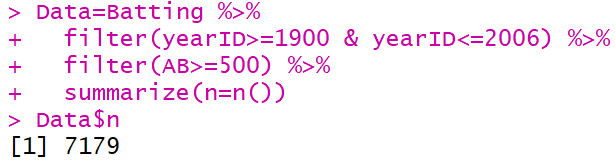 > Data=Batting %>%
+   filter(yearID>=1900 & yearID<=2006) %>%
+   filter(AB>=500) %>%
+   summarize(n=n())
> Data$n
[1] 7179